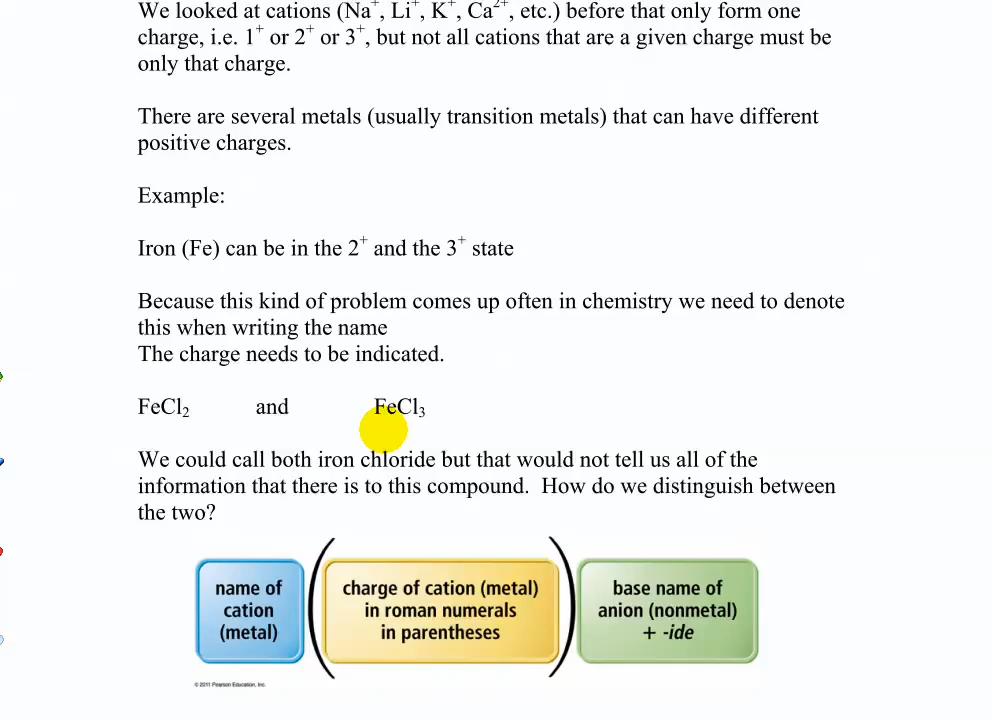 We looked at cations (Na⁺, Li⁺, K⁺, Ca²⁺, etc.) before that only form one
charge, i.e. 1⁺ or 2⁺ or 3⁺, but not all cations that are a given charge must be
only that charge.
There are several metals (usually transition metals) that can have different
positive charges.
Example:
Iron (Fe) can be in the 2⁺ and the 3⁺ state
Because this kind of problem comes up often in chemistry we need to denote
this when writing the name
The charge needs to be indicated.
FeCl₂ and FeCl₃
We could call both iron chloride but that would not tell us all of the
information that there is to this compound.  How do we distinguish between
the two?
name of
cation
(metal)
charge of cation (metal)
in roman numerals
in parentheses
base name of
anion (nonmetal)
+ -ide
© 2011 Pearson Education, Inc.